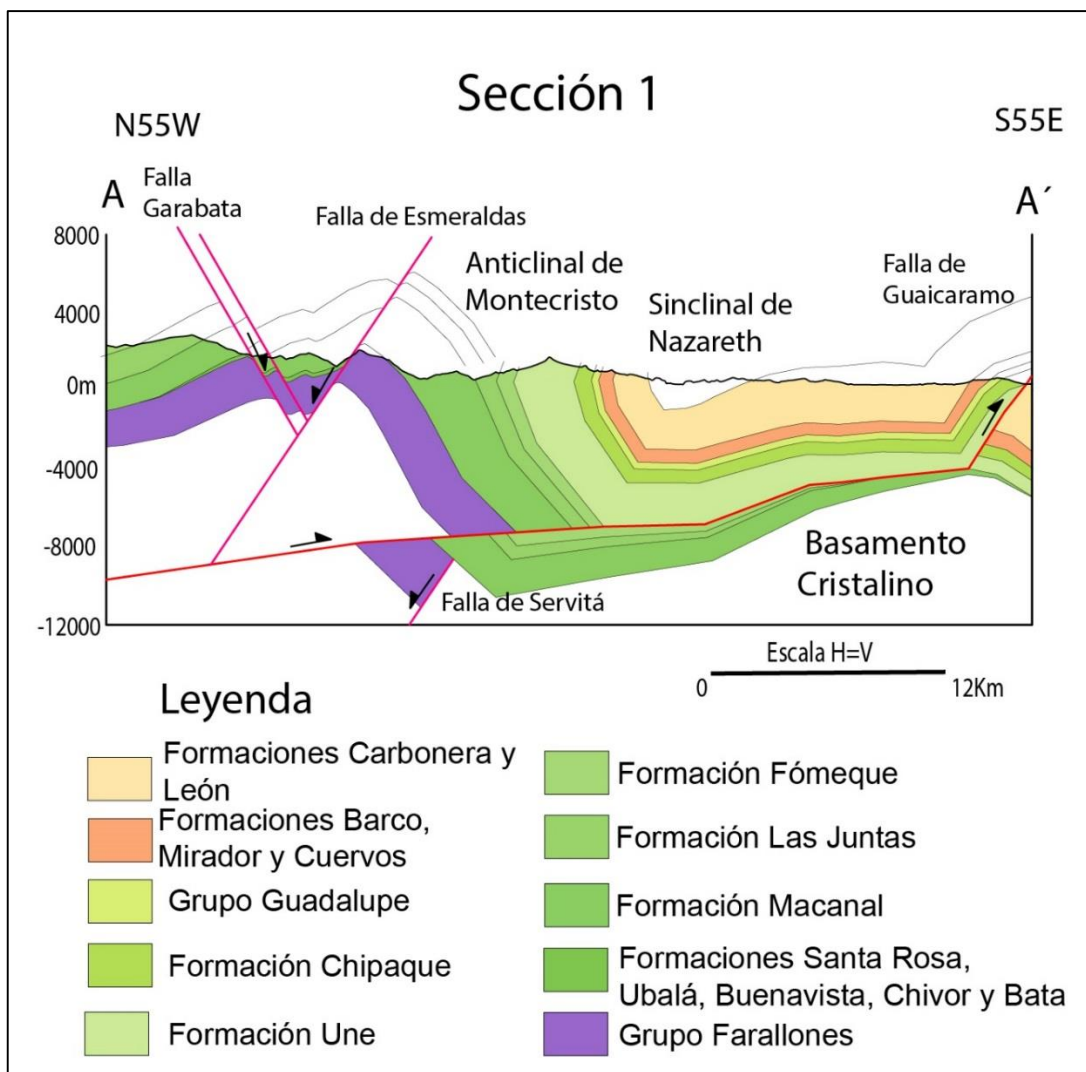 Sección 1
N55W
S55E
A
A´
Falla
Garabata
Falla de Esmeraldas
Anticlinal de
Montecristo
Sinclinal de
Nazareth
Falla de
Guaicaramo
8000
4000
0m
-4000
-8000
-12000
Falla de Servitá
Basamento
Cristalino
Escala H=V
0
12Km
Leyenda
Formaciones Carbonera y
León
Formaciones Barco,
Mirador y Cuervos
Grupo Guadalupe
Formación Chipaque
Formación Une
Formación Fómeque
Formación Las Juntas
Formación Macanal
Formaciones Santa Rosa,
Ubalá, Buenavista, Chivor y Bata
Grupo Farallones